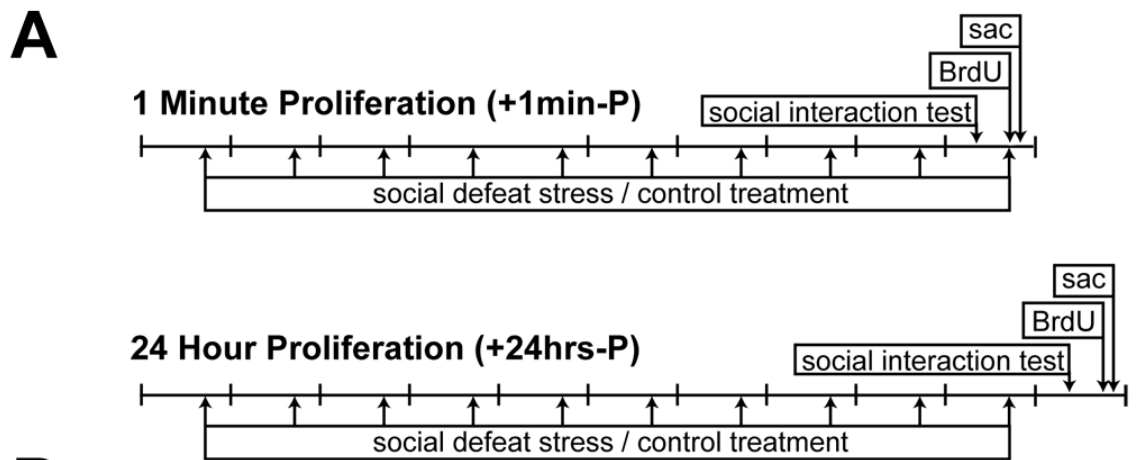 A
sac
BrdU
1 Minute Proliferation (+1min-P)
social interaction test
social defeat stress / control treatment
sac
BrdU
24 Hour Proliferation (+24hrs-P)
social interaction test
social defeat stress / control treatment